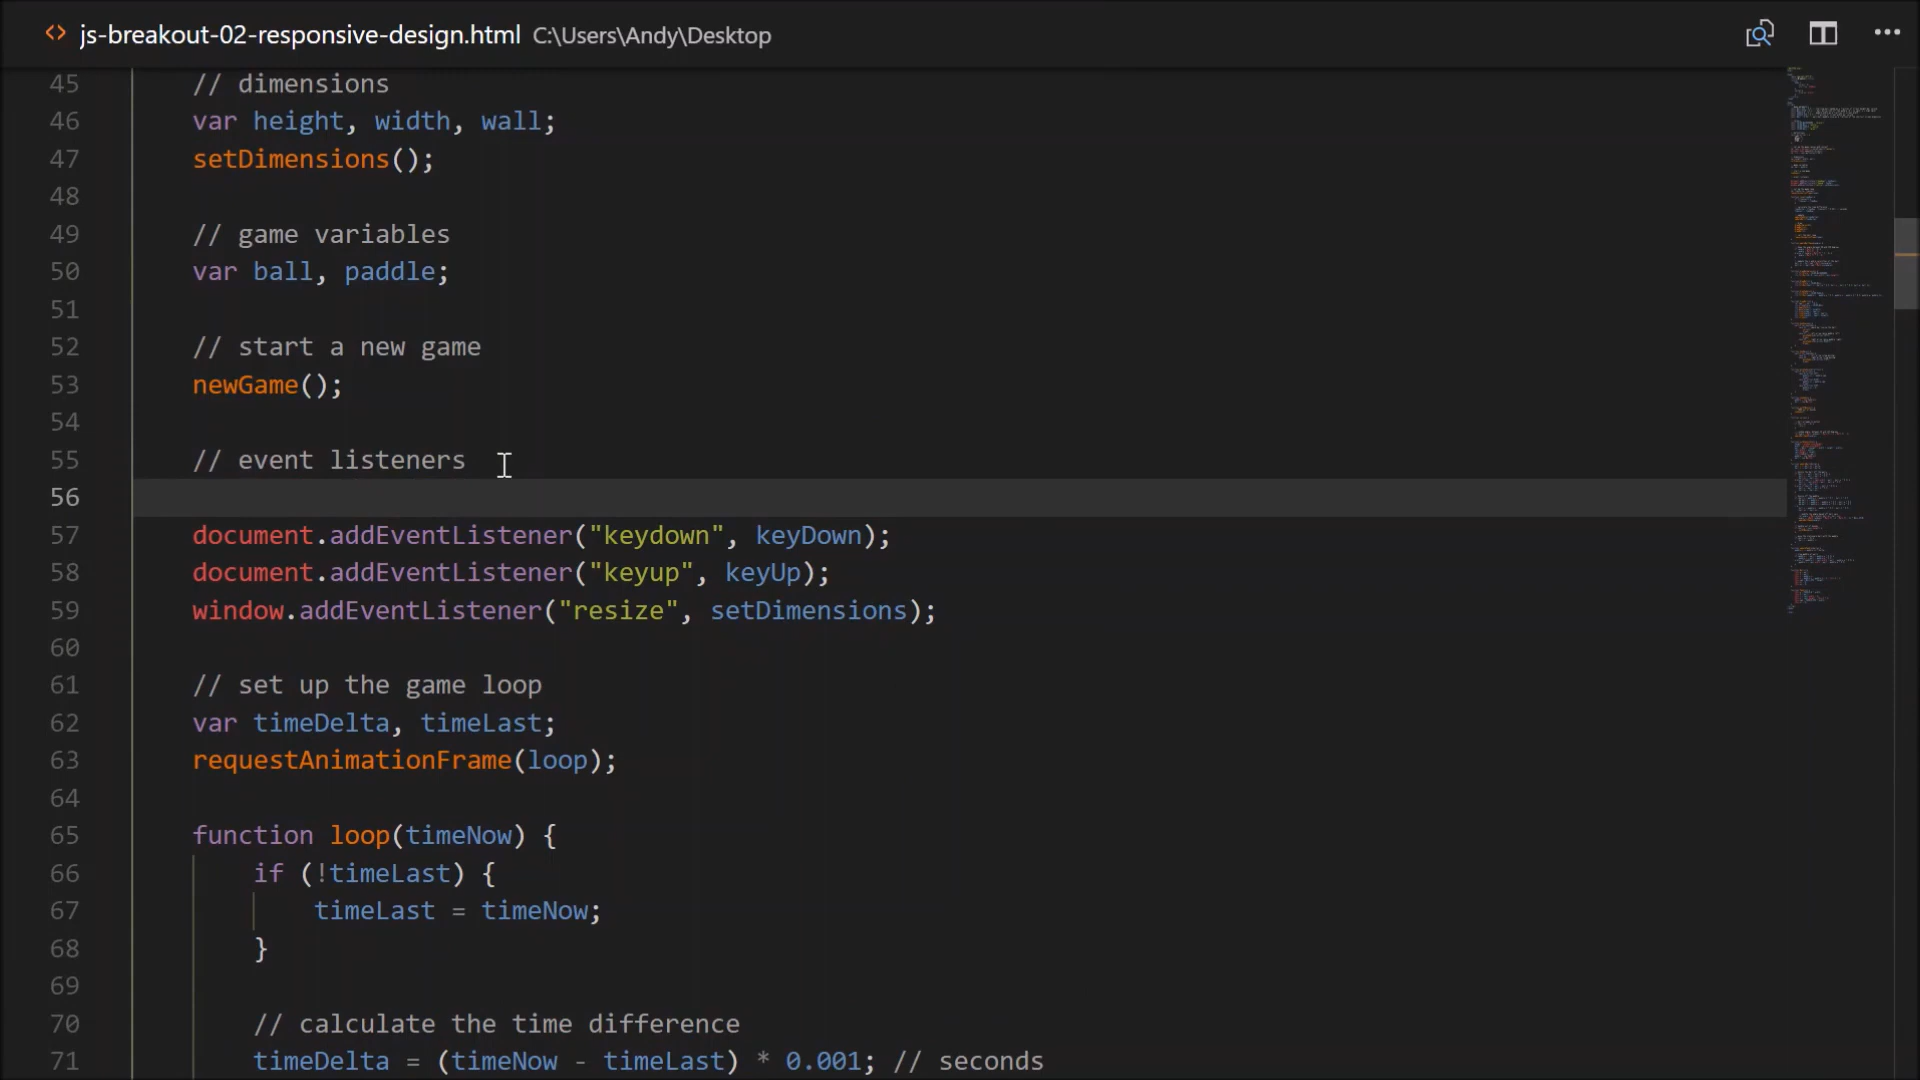 js-breakout-02-responsive-design.html C:\Users\Andy\Desktop
45 // dimensions
46 var height, width, wall;
47 setDimensions();
48
49 // game variables
50 var ball, paddle;
51
52 // start a new game
53 newGame();
54
55 // event listeners
56
57 document.addEventListener("keydown", keyDown);
58 document.addEventListener("keyup", keyUp);
59 window.addEventListener("resize", setDimensions);
60
61 // set up the game loop
62 var timeDelta, timeLast;
63 requestAnimationFrame(loop);
64
65 function loop(timeNow) {
66 if (!timeLast) {
67 timeLast = timeNow;
68 }
69
70 // calculate the time difference
71 timeDelta = (timeNow - timeLast) * 0.001; // seconds